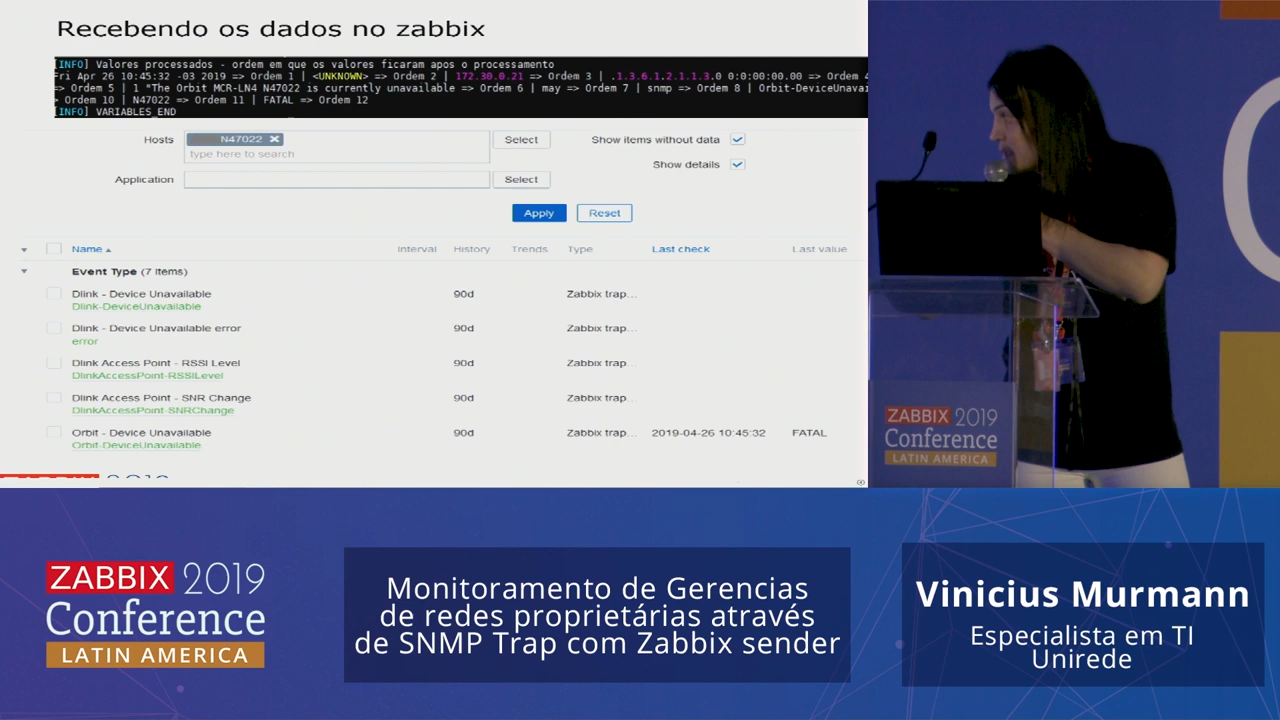 Recebendo os dados no zabbix
[INFO] Valores processados - ordem em que os valores ficaram apos o processamento
Fri Apr 26 10:45:32 -03 2019 => Ordem 1 | <UNKNOWN> => Ordem 2 | 172.30.0.21 => Ordem 3 | .1.3.6.1.2.1.1.3.0 0:0:00:00.00 => Ordem 4
=> Ordem 5 | 1 "The Orbit MCR-LN4 N47022 is currently unavailable => Ordem 6 | may => Ordem 7 | snmp => Ordem 8 | Orbit-DeviceUnavai
> Ordem 10 | N47022 => Ordem 11 | FATAL => Ordem 12
[INFO] VARIABLES_END
Hosts N47022 Select Show items without data
type here to search
Show details
Application Select
Apply Reset
Name Interval History Trends Type Last check Last value
Event Type (7 Items)
Dlink - Device Unavailable 90d Zabbix trap...
Dlink-DeviceUnavailable
Dlink - Device Unavailable error 90d Zabbix trap...
error
Dlink Access Point - RSSI Level 90d Zabbix trap...
DlinkAccessPoint-RSSILevel
Dlink Access Point - SNR Change 90d Zabbix trap...
DlinkAccessPoint-SNRChange
Orbit - Device Unavailable 90d Zabbix trap... 2019-04-26 10:45:32 FATAL
Orbit-DeviceUnavailable
ZABBIX 2019
Conference
LATIN AMERICA
ZABBIX 2019
Conference
LATIN AMERICA
Monitoramento de Gerencias
de redes proprietárias através
de SNMP Trap com Zabbix sender
Vinicius Murmann
Especialista em TI
Unirede